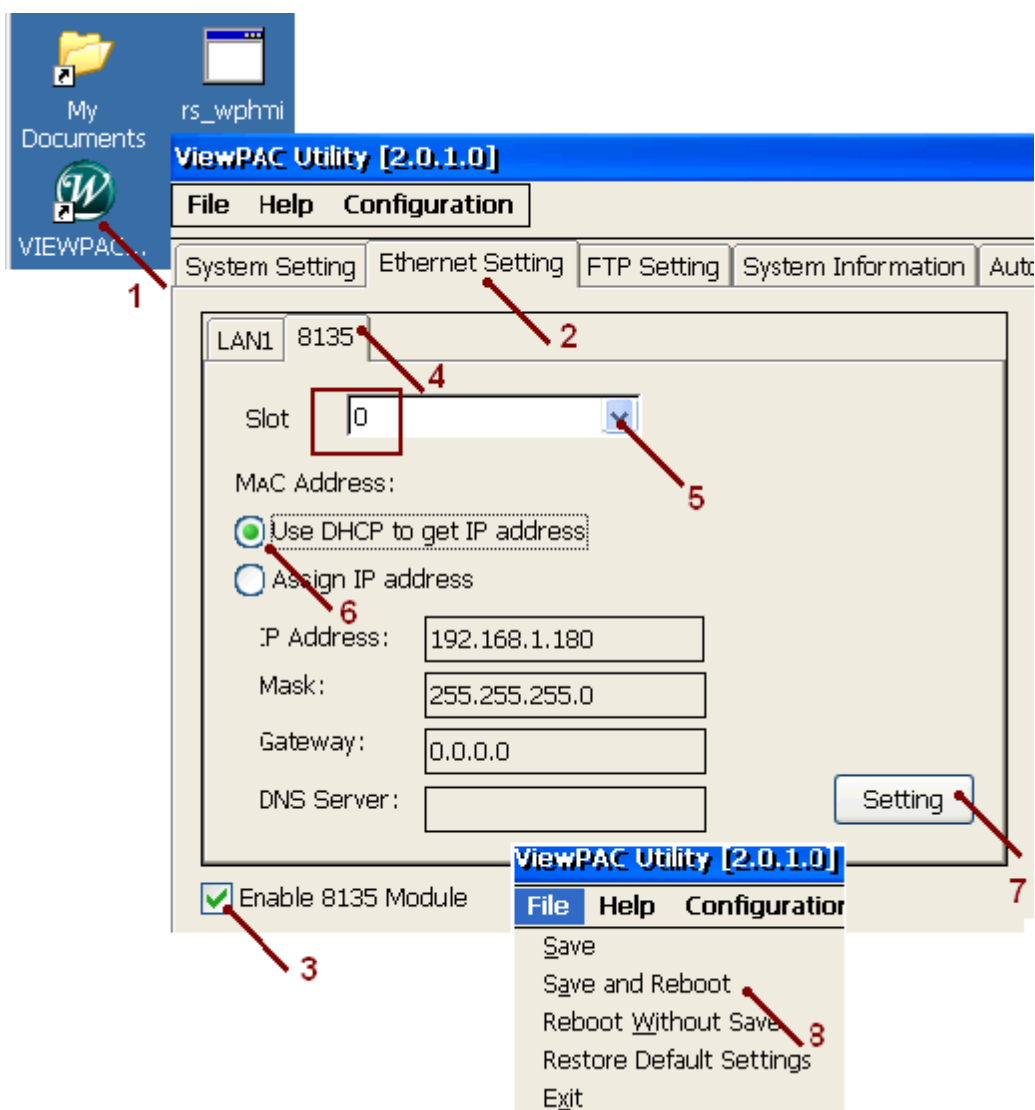 My
Documents
rs_wphmi
VIEWPAC...
1
ViewPAC Utility [2.0.1.0]
File Help Configuration
System Setting Ethernet Setting FTP Setting System Information Auto
2
LAN1 8135
4
Slot 0
5
MAC Address:
Use DHCP to get IP address
Assign IP address
6
IP Address: 192.168.1.180
Mask: 255.255.255.0
Gateway: 0.0.0.0
DNS Server:
Setting
7
Enable 8135 Module
3
ViewPAC Utility [2.0.1.0]
File Help Configuration
Save
Save and Reboot
8
Reboot Without Save
Restore Default Settings
Exit